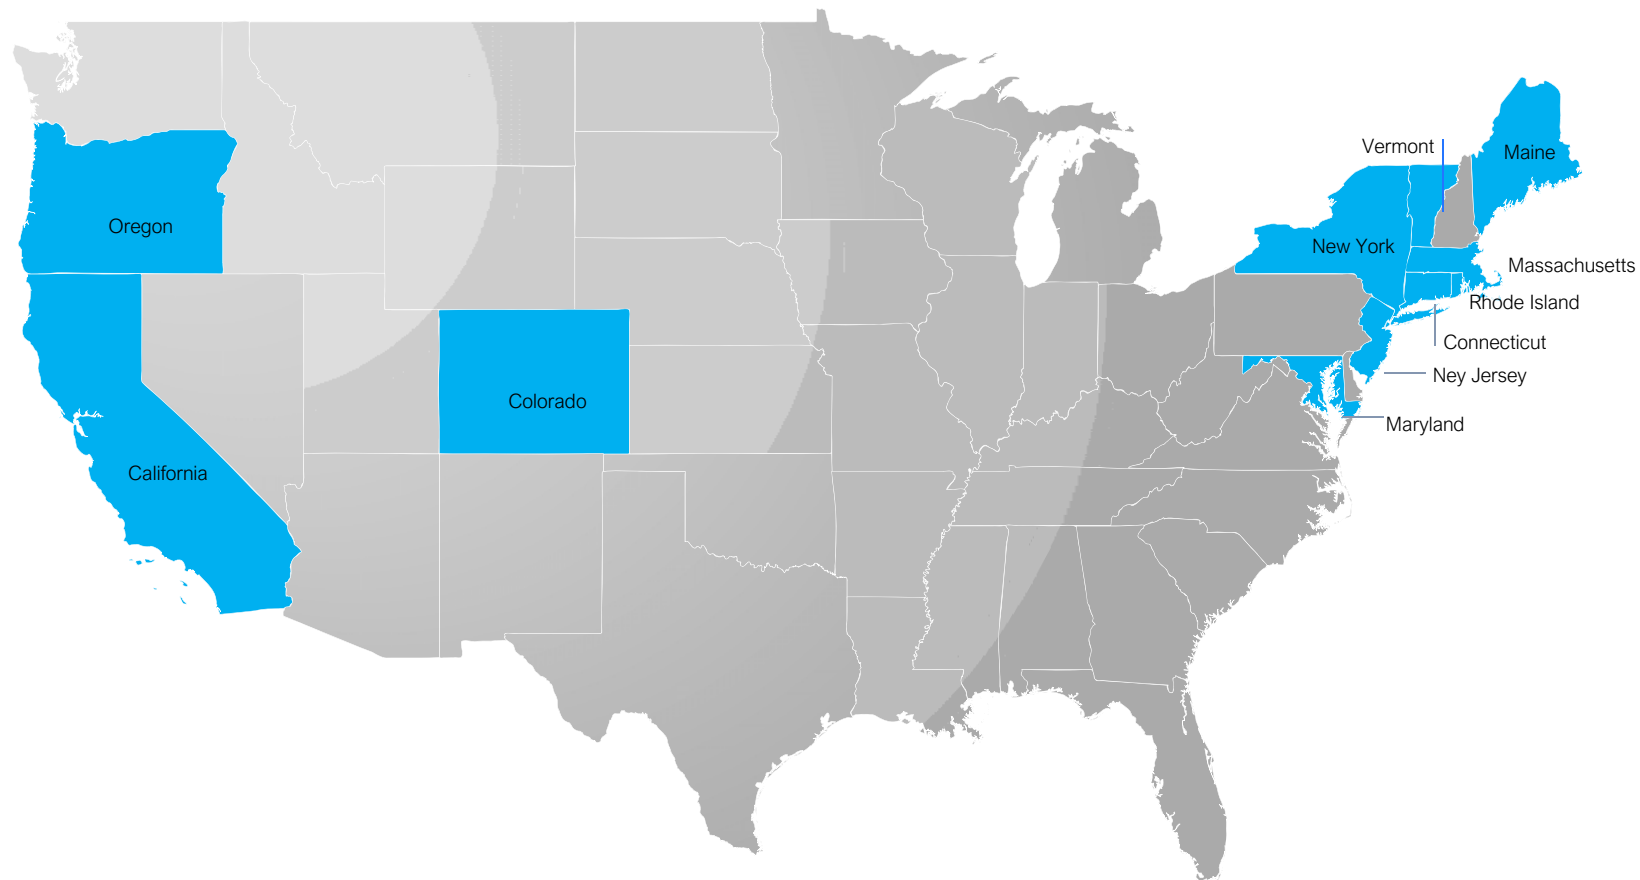 Vermont
Maine
Oregon
New York
Massachusetts
Rhode Island
Connecticut
Ney Jersey
Colorado
Maryland
California